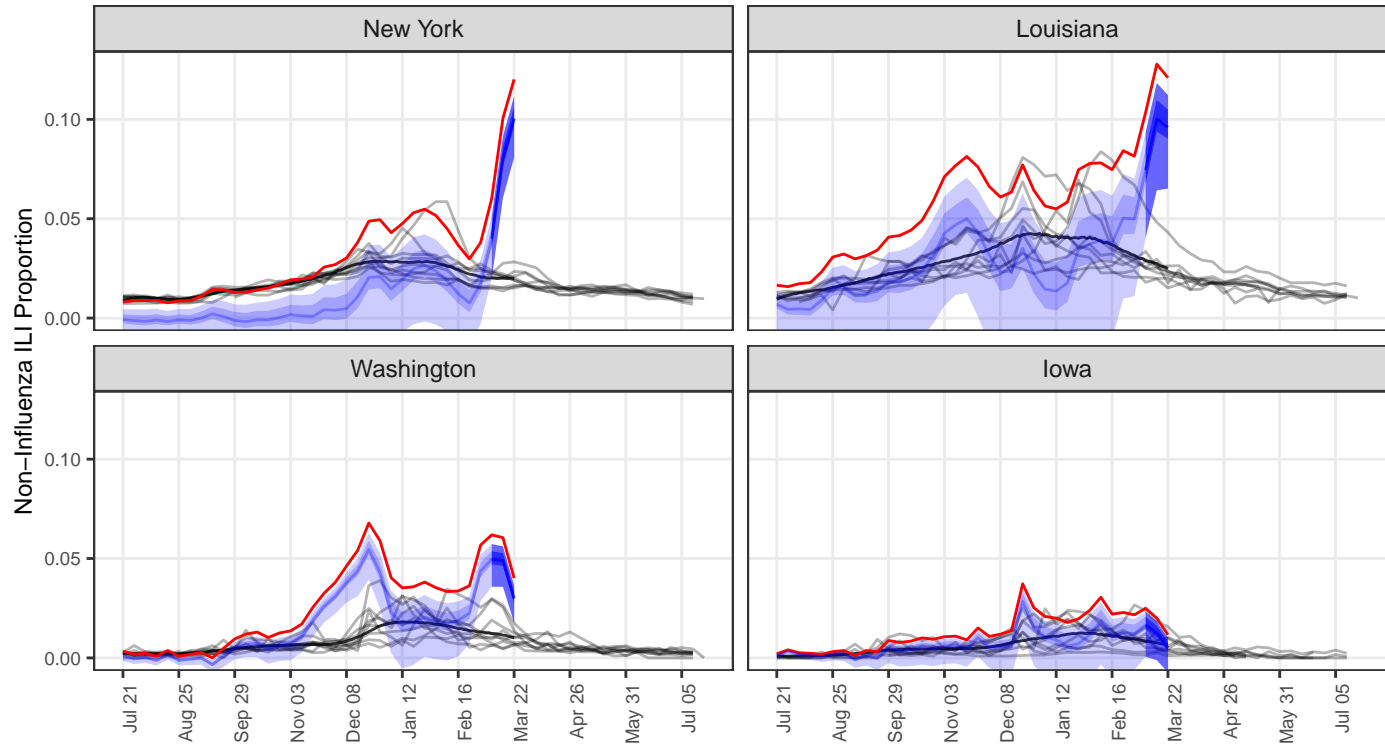 New York
Louisiana
0.10
0.05
0.00
Washington
Iowa
0.10
0.05
0.00
Non−Influenza ILI Proportion
Jul 21
Aug 25
Sep 29
Nov 03
Dec 08
Jan 12
Feb 16
Mar 22
Apr 26
May 31
Jul 05
Jul 21
Aug 25
Sep 29
Nov 03
Dec 08
Jan 12
Feb 16
Mar 22
Apr 26
May 31
Jul 05